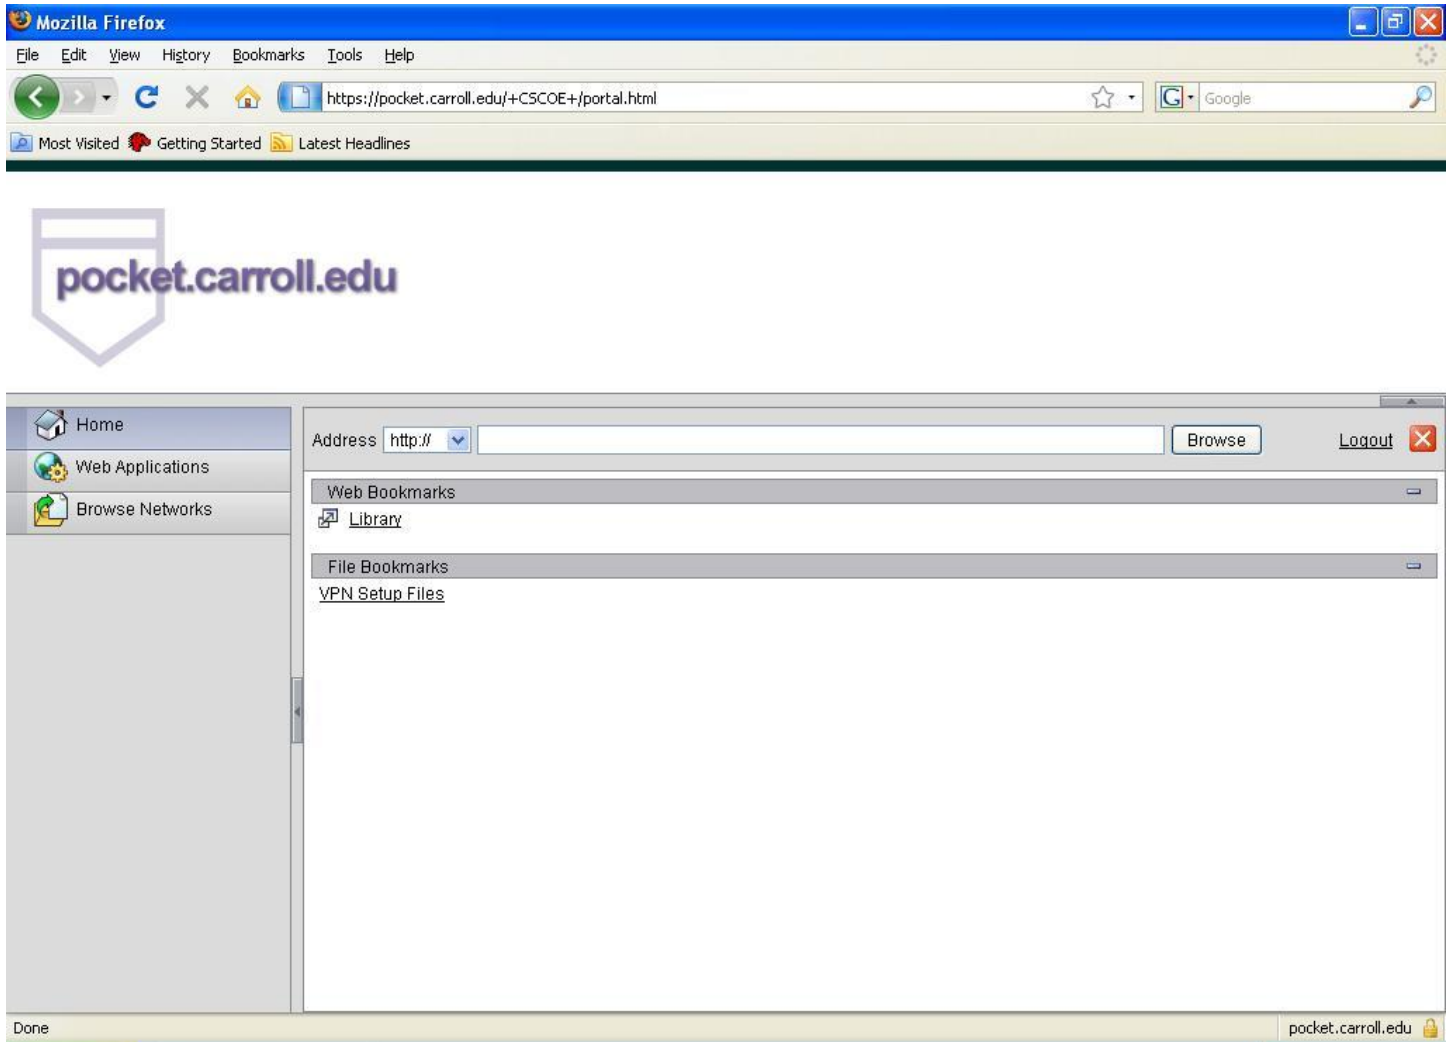 Mozilla Firefox
File Edit View History Bookmarks Tools Help
https://pocket.carroll.edu/+CSCOE+/portal.html
G Google
Most Visited Getting Started Latest Headlines
pocket.carroll.edu
Home
Web Applications
Browse Networks
Address http:// Browse Logout
Web Bookmarks
Library
File Bookmarks
VPN Setup Files
Done pocket.carroll.edu